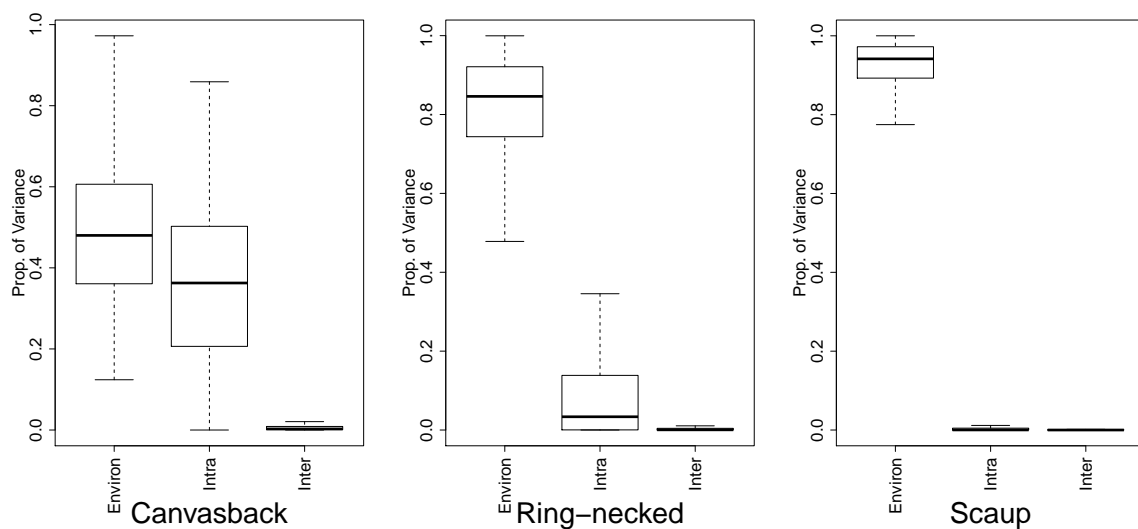 Prop. of Variance
0.0
0.2
0.4
0.6
0.8
1.0
Environ
Intra
Inter
Canvasback
Prop. of Variance
0.0
0.2
0.4
0.6
0.8
1.0
Environ
Intra
Inter
Ring−necked
Prop. of Variance
0.0
0.2
0.4
0.6
0.8
1.0
Environ
Intra
Inter
Scaup